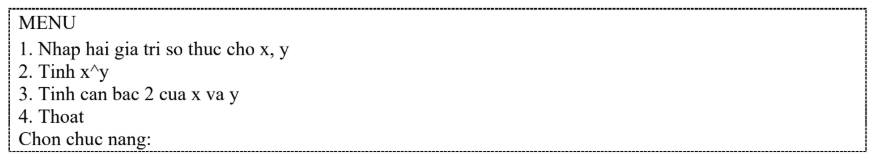 MENU
1. Nhap hai gia tri so thuc cho x, y
2. Tinh x^y
3. Tinh can bac 2 cua x va y
4. Thoat
Chon chuc nang: